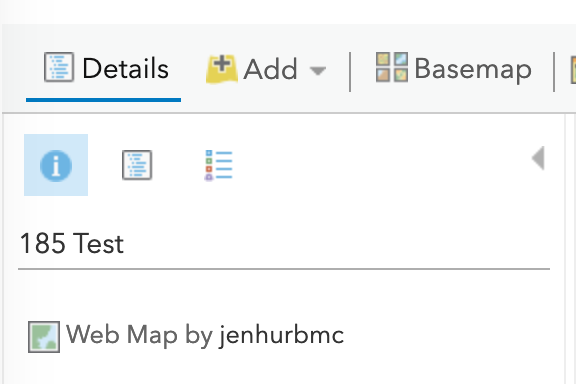 Details Add Basemap
185 Test
Web Map by jenhurbmc